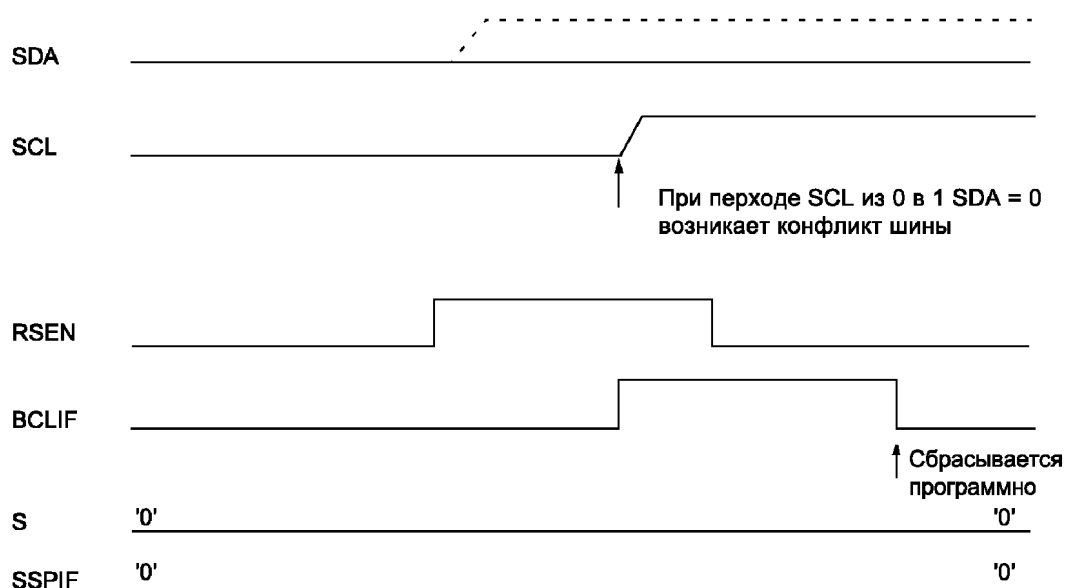 SDA
SCL
При перходе SCL из 0 в 1 SDA = 0
возникает конфликт шины
RSEN
BCLIF
Сбрасывается
программно
S '0' '0'
SSPIF '0' '0'